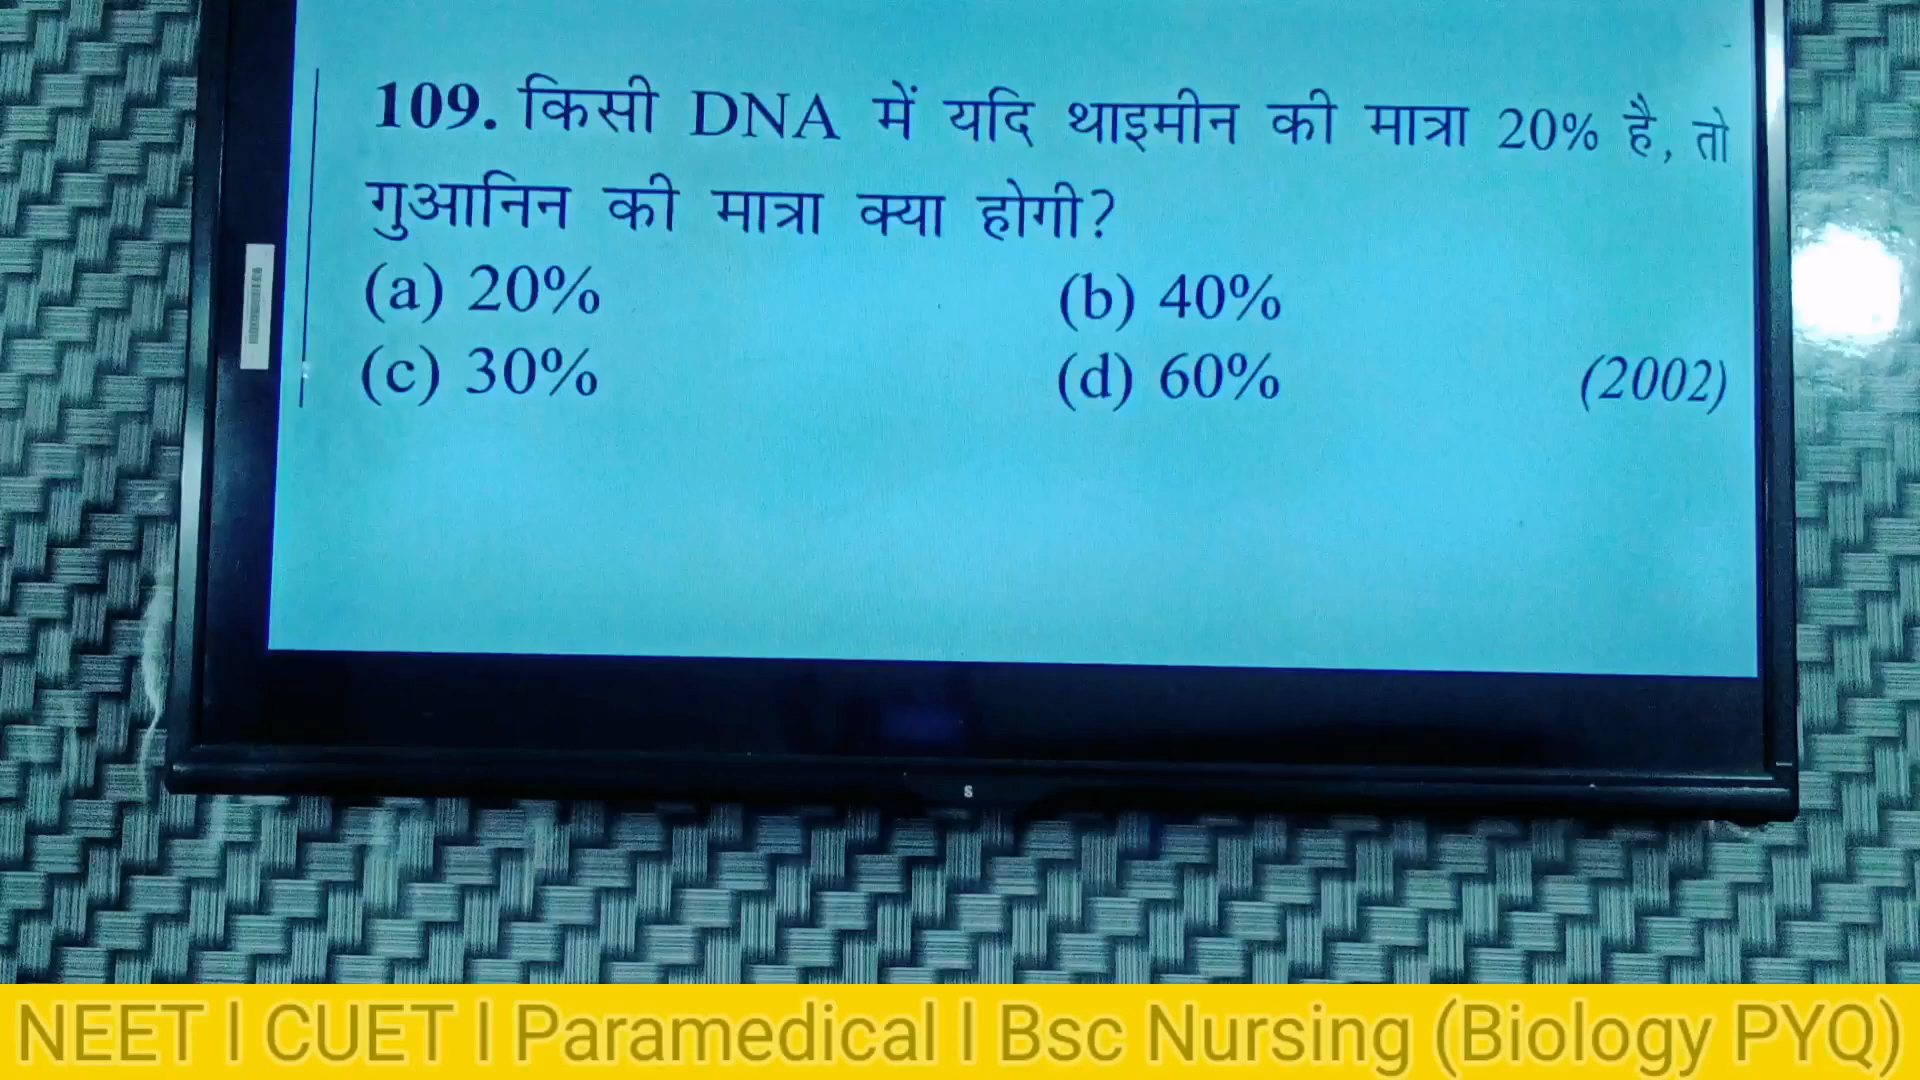 109. किसी DNA में यदि थाइमीन की मात्रा 20% है, तो
गुआनिन की मात्रा क्या होगी?
(a) 20% (b) 40%
(c) 30% (d) 60% (2002)
S
NEET l CUET l Paramedical l Bsc Nursing (Biology PYQ)